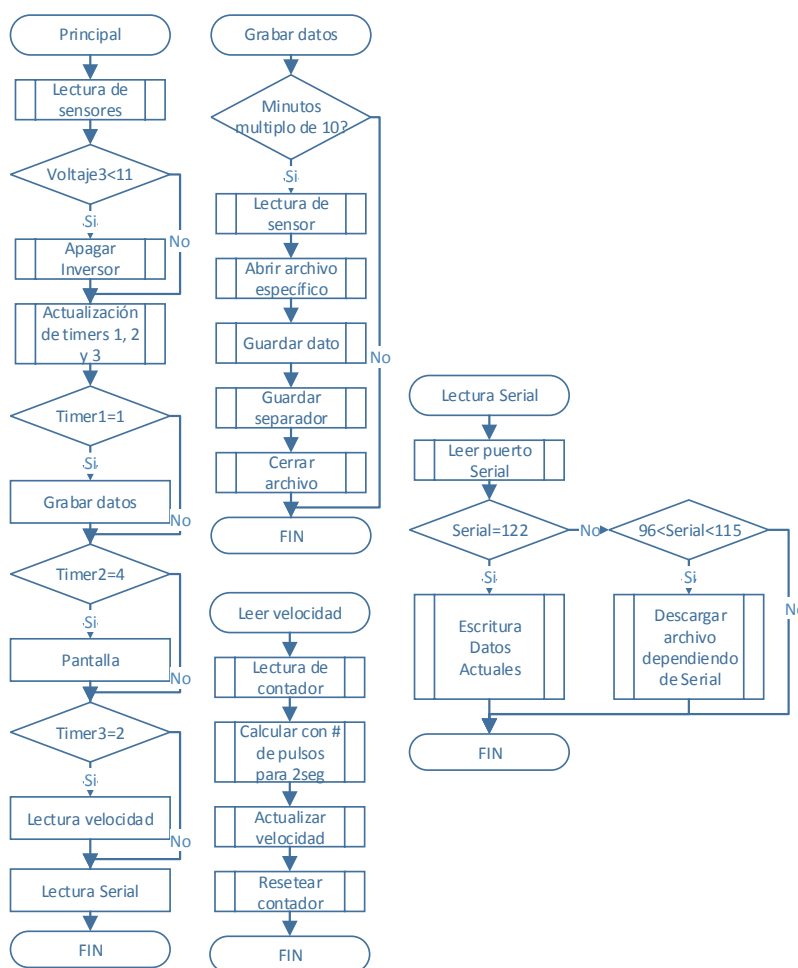 Principal
Lectura de
sensores
Voltaje3<11
Si
No
Apagar
Inversor
Actualización
de timers 1, 2
y 3
Timer1=1
Si
Grabar datos
No
Timer2=4
Si
Pantalla
No
Timer3=2
Si
Lectura velocidad
No
Lectura Serial
FIN
Grabar datos
Minutos
multiplo de 10?
Si
Lectura de
sensor
Abrir archivo
específico
Guardar dato
No
Guardar
separador
Cerrar
archivo
FIN
Leer velocidad
Lectura de
contador
Calcular con #
de pulsos
para 2seg
Actualizar
velocidad
Resetear
contador
FIN
Lectura Serial
Leer puerto
Serial
Serial=122
No
96<Serial<115
Si
Si
No
Escritura
Datos
Actuales
Descargar
archivo
dependiendo
de Serial
FIN